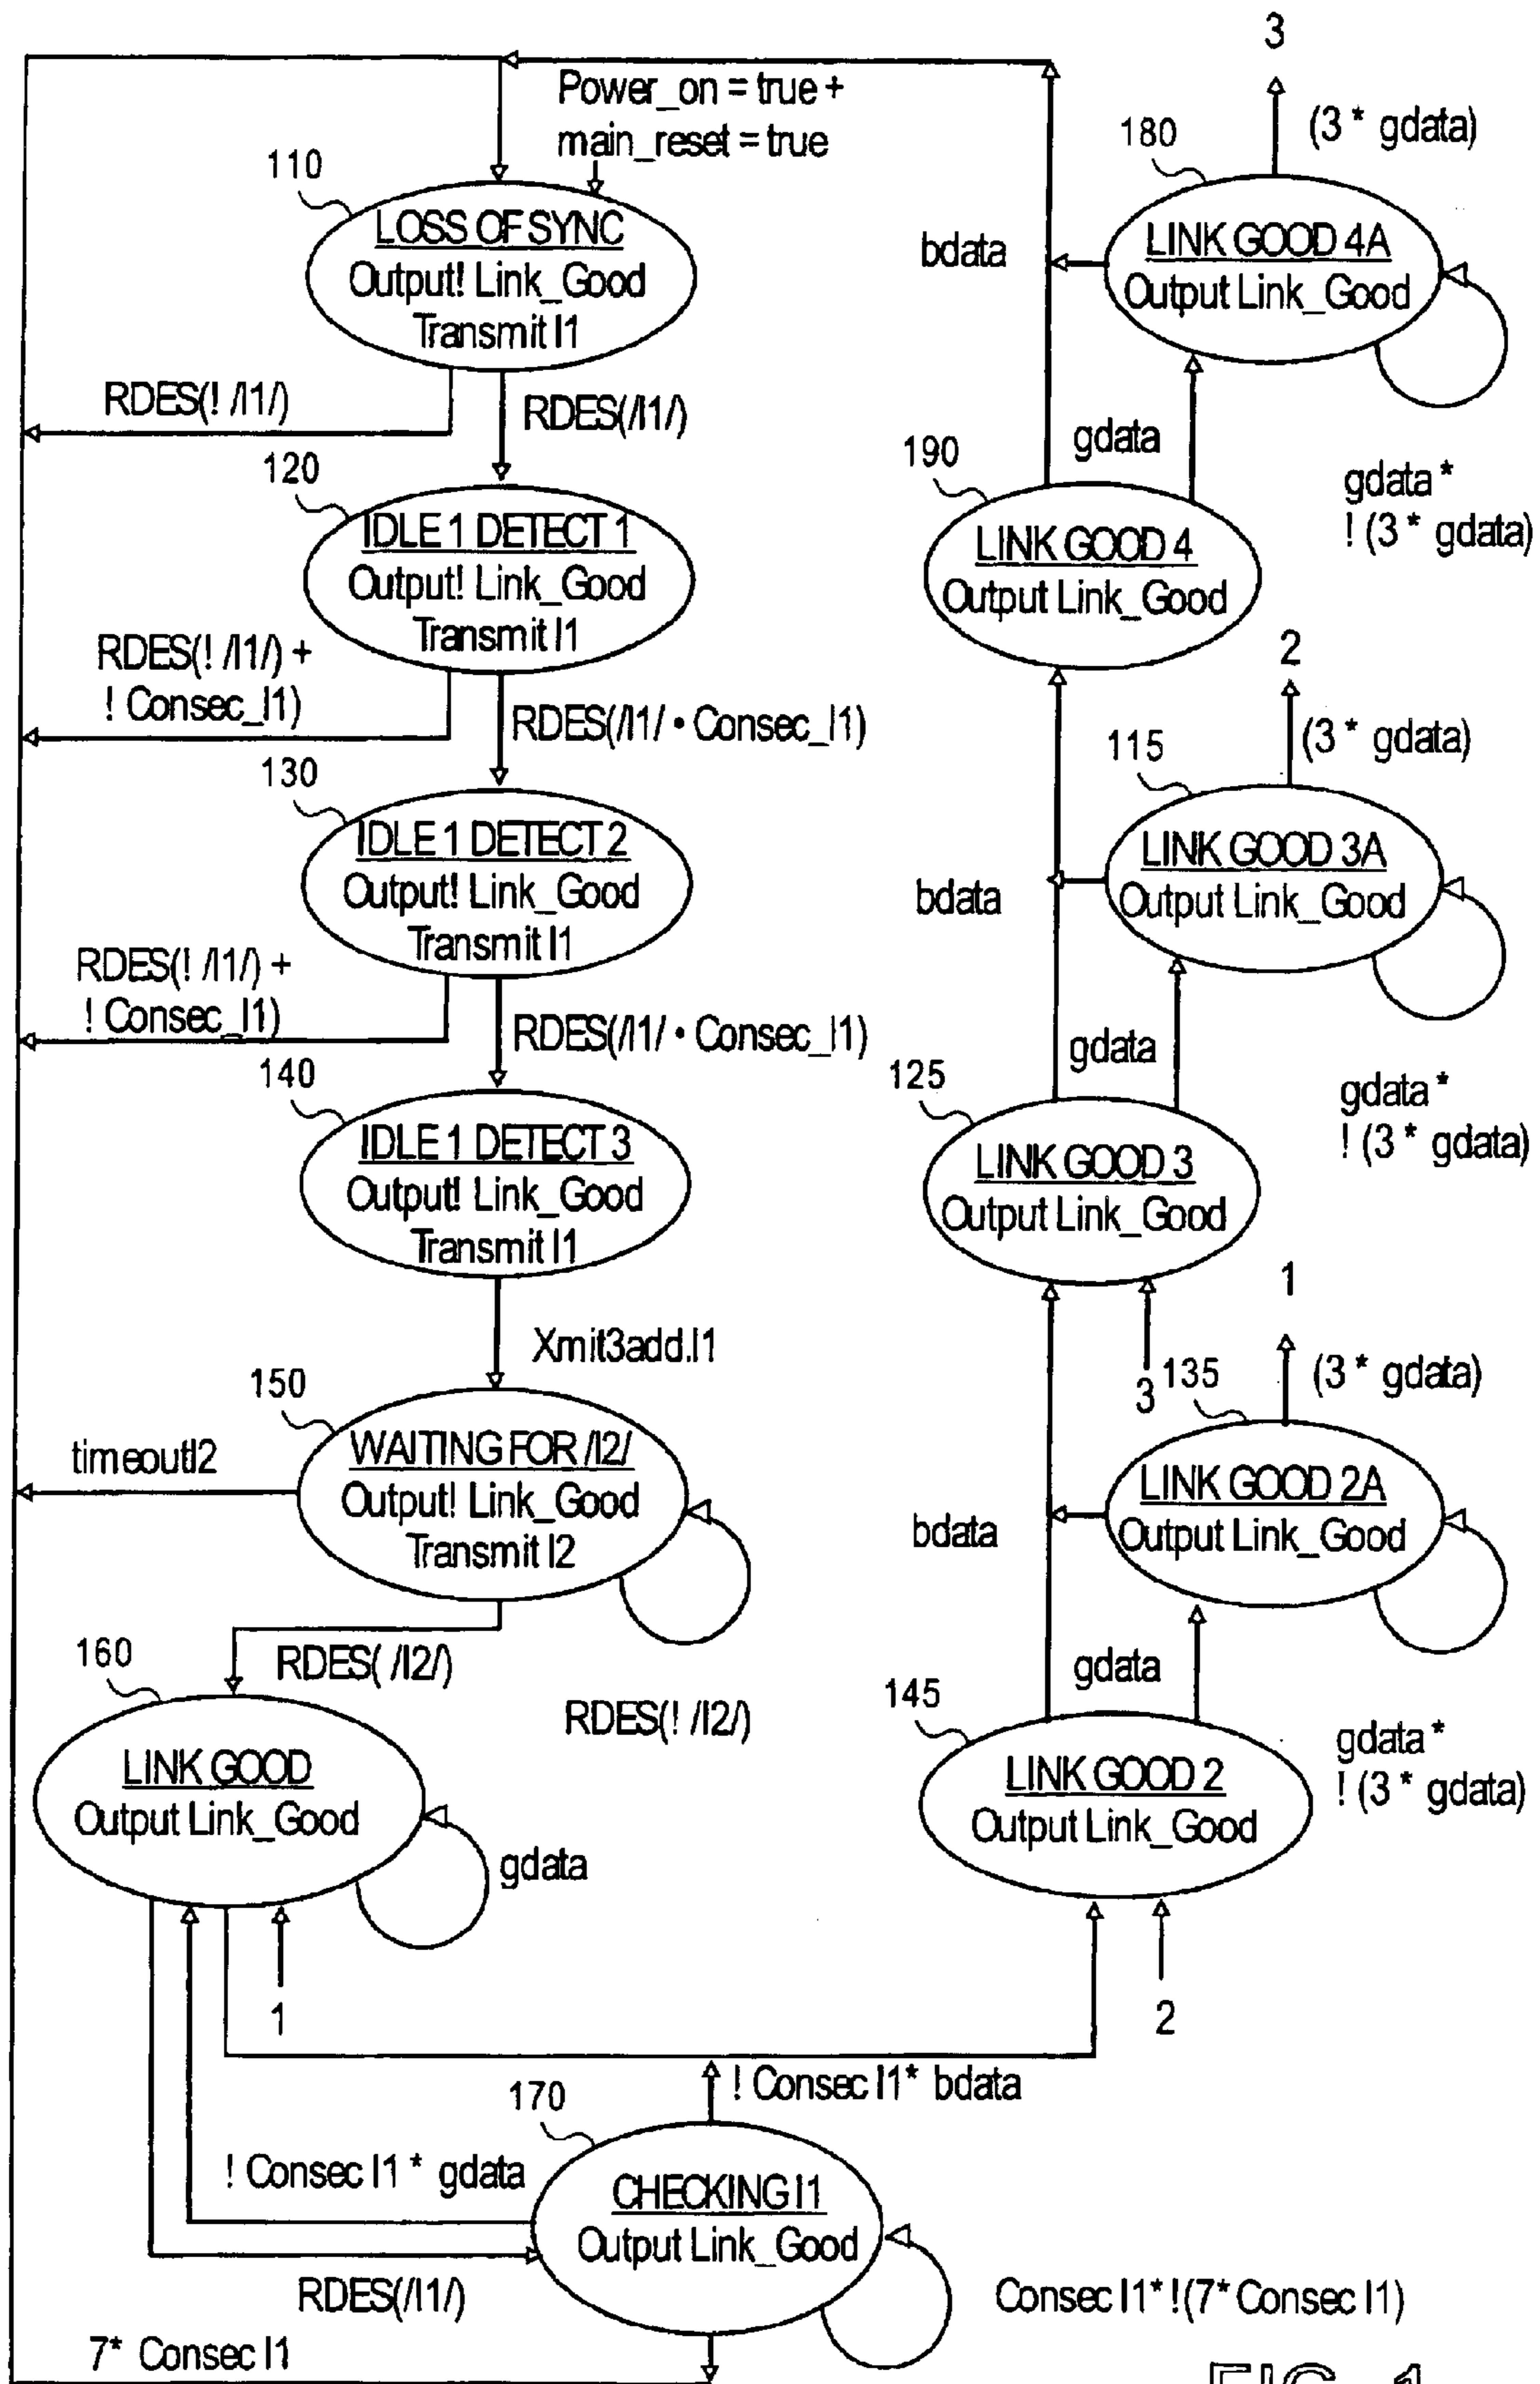 3
Power_on = true +
main_reset = true
(3 * gdata)
180
110
LOSS OF SYNC
Output! Link_Good
Transmit I1
bdata
LINK GOOD 4A
Output Link_Good
RDES(! /I1/)
RDES(/I1/)
gdata
190
gdata *
! (3 * gdata)
120
IDLE 1 DETECT 1
Output! Link_Good
Transmit I1
LINK GOOD 4
Output Link_Good
RDES(! /I1/) +
! Consec_I1)
RDES(/I1/ • Consec_I1)
2
(3 * gdata)
115
130
IDLE 1 DETECT 2
Output! Link_Good
Transmit I1
bdata
LINK GOOD 3A
Output Link_Good
RDES(! /I1/) +
! Consec_I1)
RDES(/I1/ • Consec_I1)
gdata
125
gdata *
! (3 * gdata)
140
IDLE 1 DETECT 3
Output! Link_Good
Transmit I1
LINK GOOD 3
Output Link_Good
1
Xmit3add.I1
3
135
(3 * gdata)
150
WAITING FOR /I2/
Output! Link_Good
Transmit I2
timeoutI2
bdata
LINK GOOD 2A
Output Link_Good
RDES( /I2/)
RDES(! /I2/)
gdata
145
gdata *
! (3 * gdata)
160
LINK GOOD
Output Link_Good
gdata
LINK GOOD 2
Output Link_Good
1
2
! Consec I1* bdata
170
! Consec I1 * gdata
CHECKING I1
Output Link_Good
RDES(/I1/)
Consec I1*!(7* Consec I1)
7* Consec I1
FIG. 1